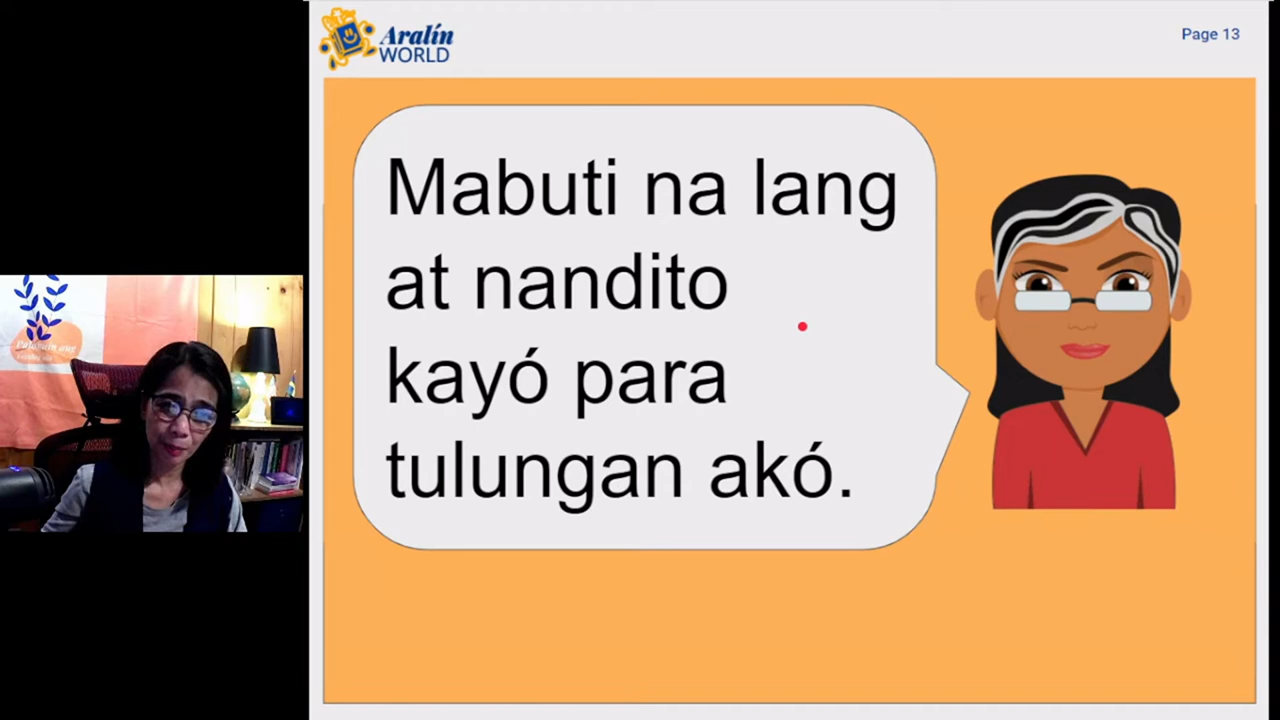 Aralín
WORLD
Page 13
Mabuti na lang
at nandito
kayó para
tulungan akó.